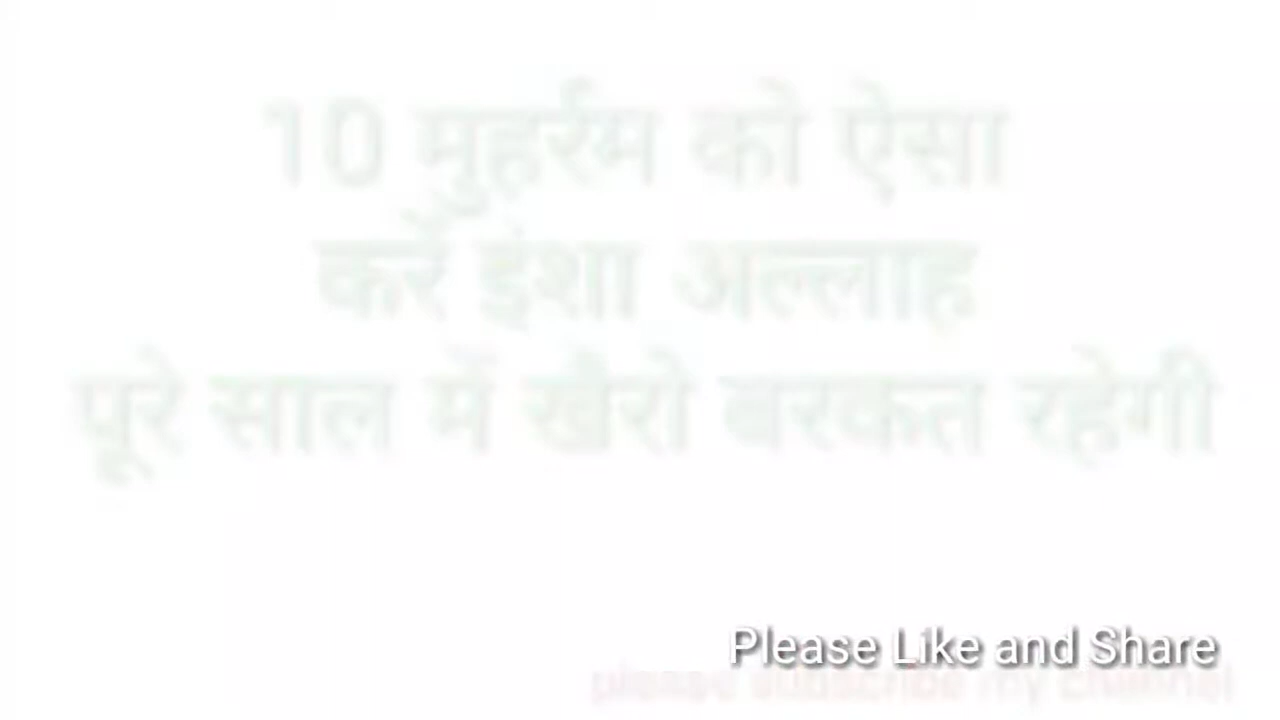 10 मुहर्रम को ऐसा
करें इंशा अल्लाह
पूरे साल में खैरो बरकत रहेगी
Please Like and Share
please subscribe my channel